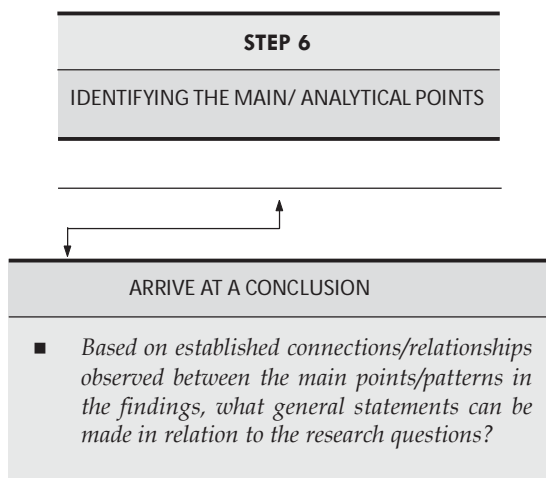 STEP 6
IDENTIFYING THE MAIN/ ANALYTICAL POINTS
ARRIVE AT A CONCLUSION
■ Based on established connections/relationships
observed between the main points/patterns in
the findings, what general statements can be
made in relation to the research questions?